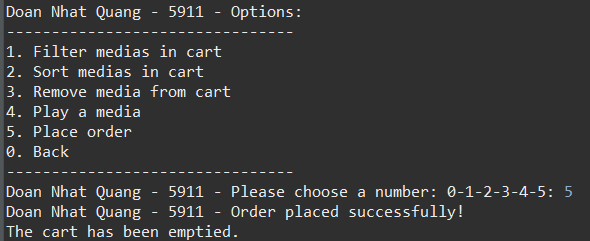 Doan Nhat Quang - 5911 - Options:
--------------------------------
1. Filter medias in cart
2. Sort medias in cart
3. Remove media from cart
4. Play a media
5. Place order
0. Back
--------------------------------
Doan Nhat Quang - 5911 - Please choose a number: 0-1-2-3-4-5: 5
Doan Nhat Quang - 5911 - Order placed successfully!
The cart has been emptied.